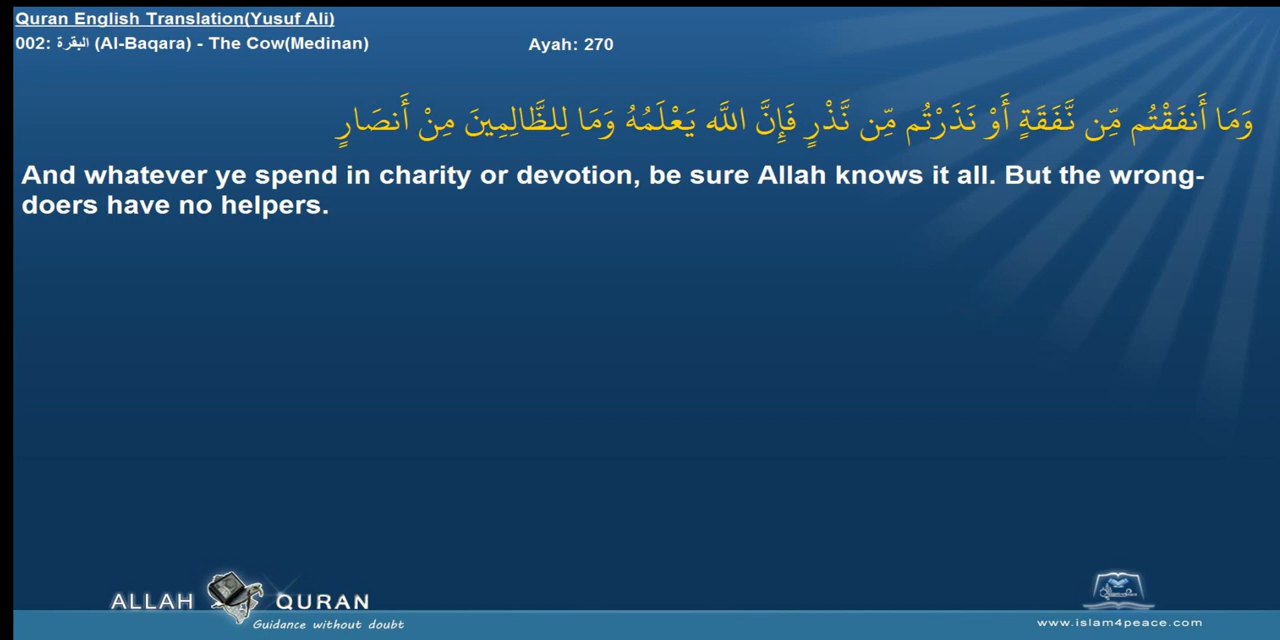 Quran English Translation(Yusuf Ali)
002: البقرة (Al-Baqara) - The Cow(Medinan) Ayah: 270
وَمَا أَنفَقْتُم مِّن نَّفَقَةٍ أَوْ نَذَرْتُم مِّن نَّذْرٍ فَإِنَّ اللَّه يَعْلَمُهُ وَمَا لِلظَّالِمِينَ مِنْ أَنصَارٍ
And whatever ye spend in charity or devotion, be sure Allah knows it all. But the wrong-
doers have no helpers.
ALLAH QURAN
Guidance without doubt
www.islam4peace.com